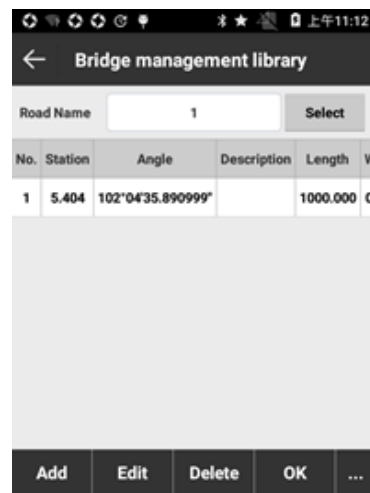 上午11:12
Bridge management library
Road Name 1 Select
No. Station Angle Description Length
1 5.404 102°04'35.890999" 1000.000
Add Edit Delete OK ...